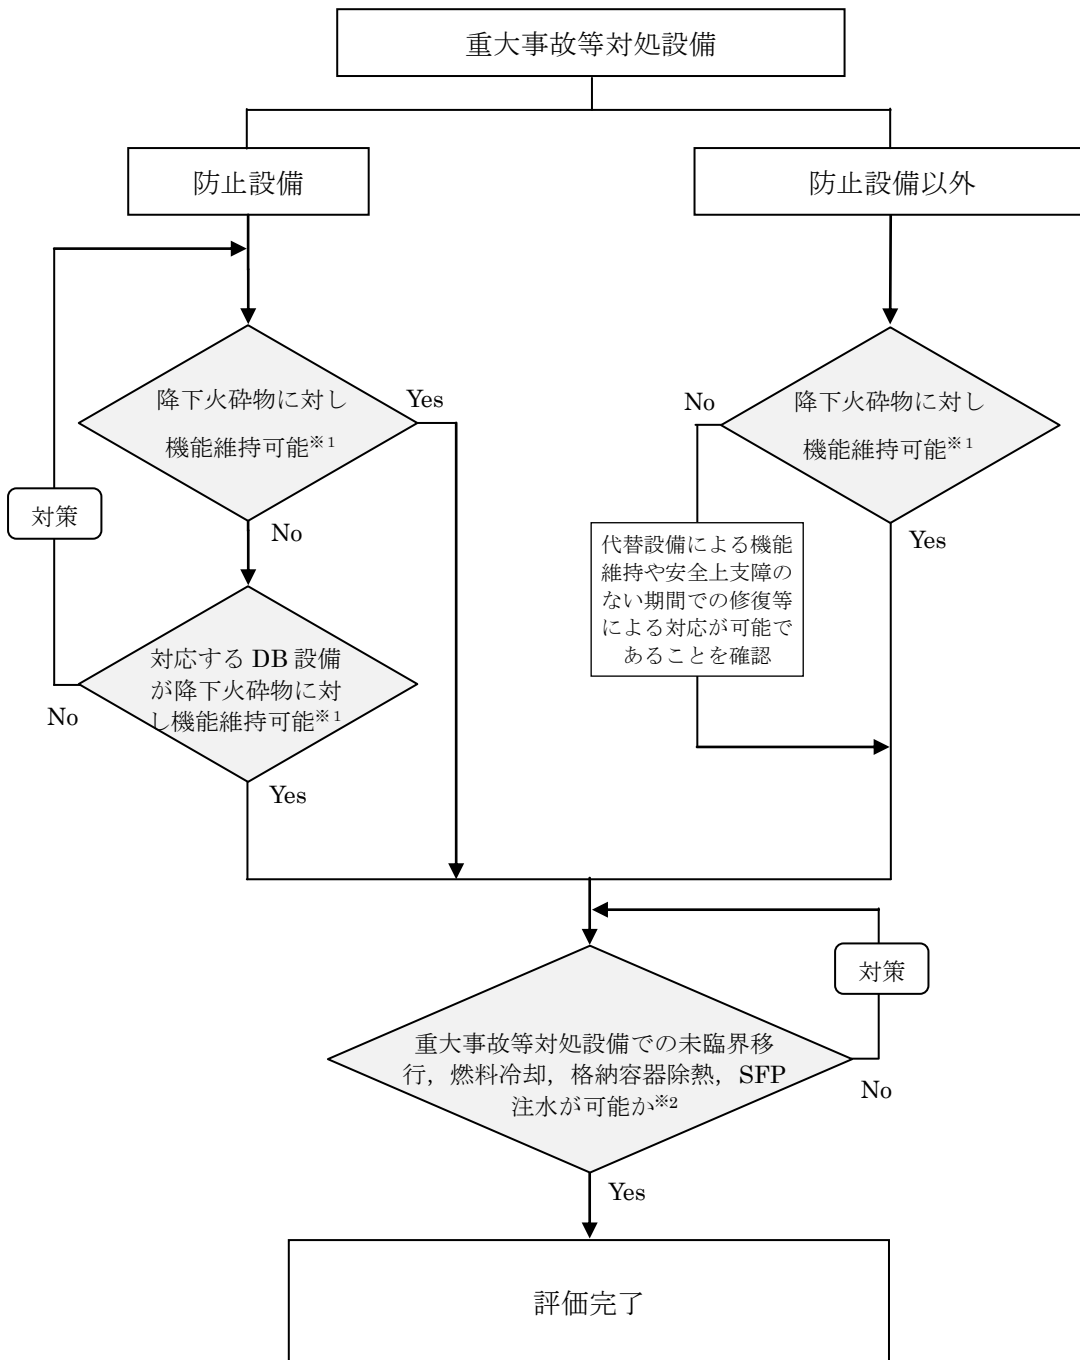 重大事故等対処設備
防止設備
防止設備以外
降下火砕物に対し
機能維持可能※1
Yes
No
対策
対応する DB 設備
が降下火砕物に対
し機能維持可能※1
No
Yes
降下火砕物に対し
機能維持可能※1
No
Yes
代替設備による機能
維持や安全上支障の
ない期間での修復等
による対応が可能で
あることを確認
対策
重大事故等対処設備での未臨界移
行，燃料冷却，格納容器除熱，SFP
注水が可能か※2
No
Yes
評価完了